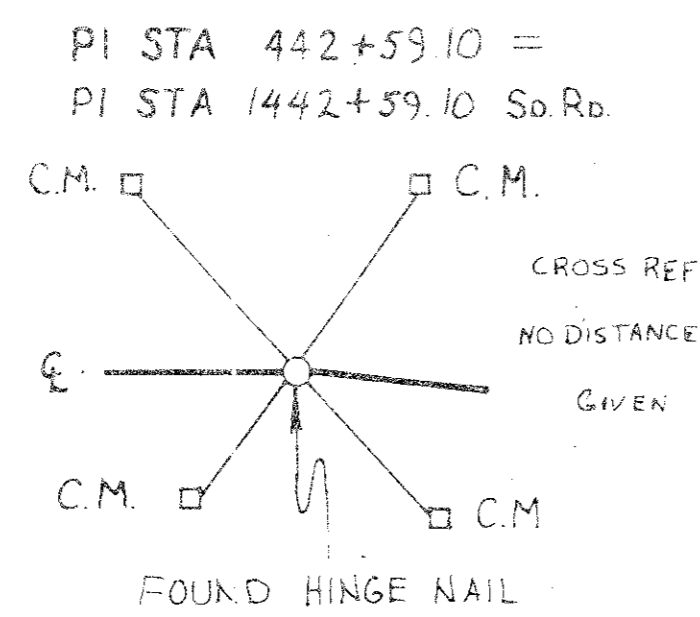 PI STA 442+59.10 =
PI STA 1442+59.10 SO. RD.
C.M. C.M.
CROSS REF
NO DISTANCE
℄
GIVEN
C.M. C.M
FOUND HINGE NAIL